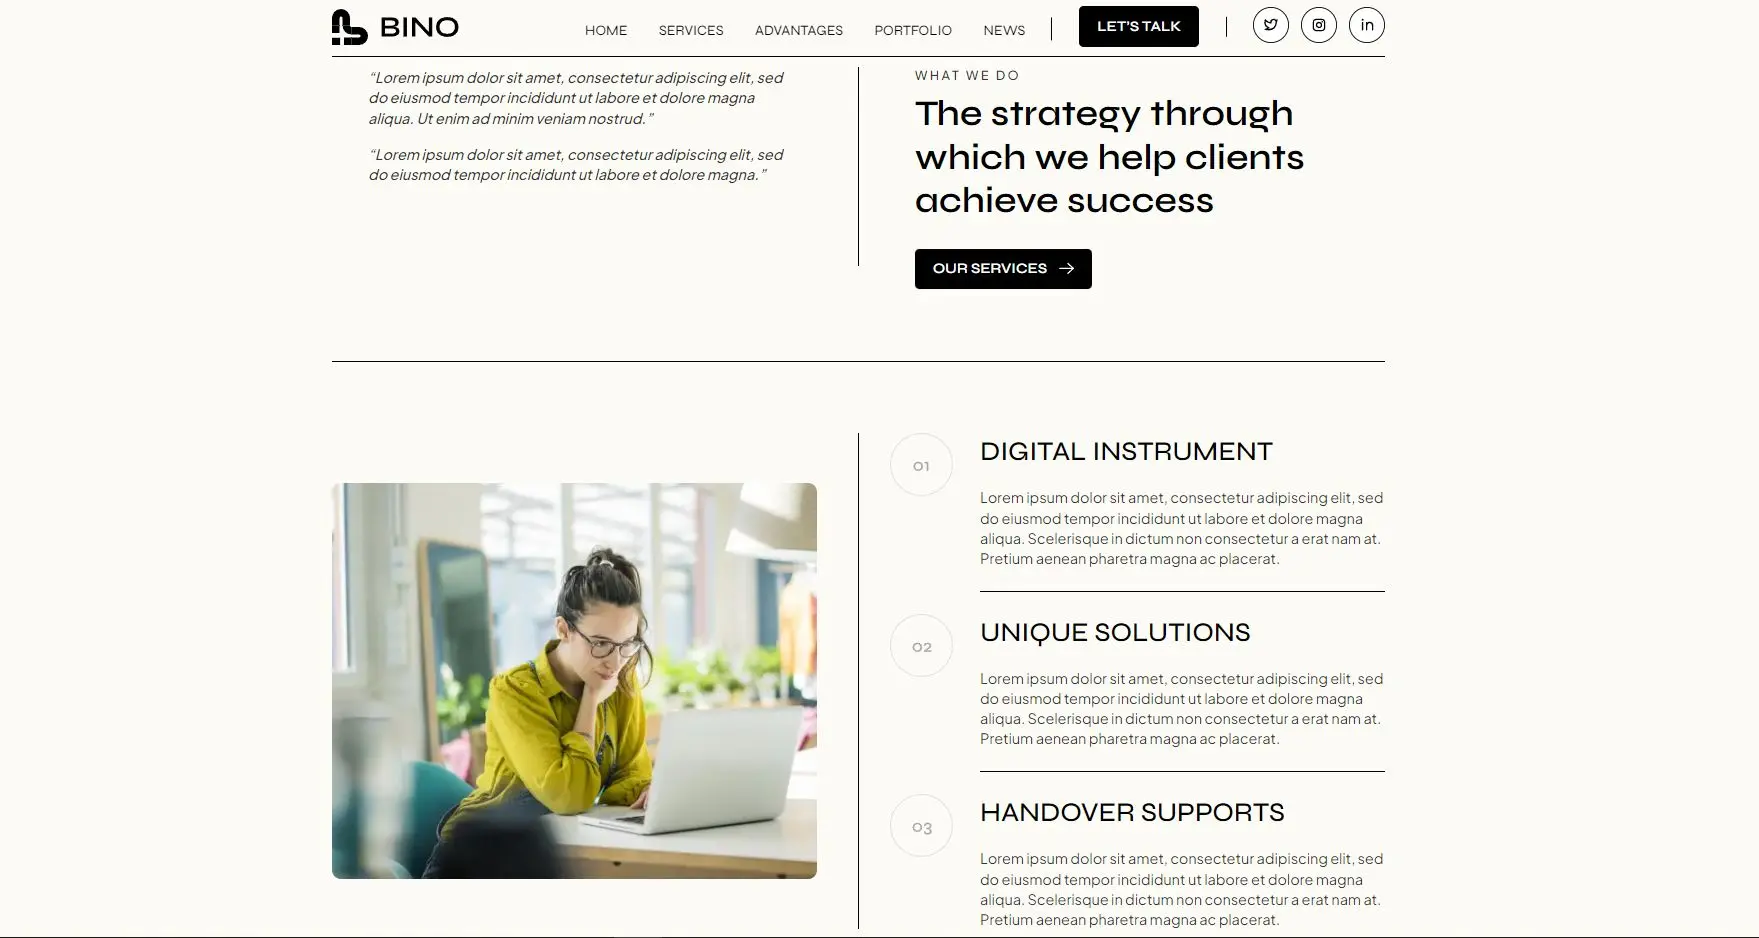 BINO
HOME SERVICES ADVANTAGES PORTFOLIO NEWS LET'S TALK
“Lorem ipsum dolor sit amet, consectetur adipiscing elit, sed
do eiusmod tempor incididunt ut labore et dolore magna
aliqua. Ut enim ad minim veniam nostrud.”
“Lorem ipsum dolor sit amet, consectetur adipiscing elit, sed
do eiusmod tempor incididunt ut labore et dolore magna.”
WHAT WE DO
The strategy through
which we help clients
achieve success
OUR SERVICES
01
DIGITAL INSTRUMENT
Lorem ipsum dolor sit amet, consectetur adipiscing elit, sed
do eiusmod tempor incididunt ut labore et dolore magna
aliqua. Scelerisque in dictum non consectetur a erat nam at.
Pretium aenean pharetra magna ac placerat.
02
UNIQUE SOLUTIONS
Lorem ipsum dolor sit amet, consectetur adipiscing elit, sed
do eiusmod tempor incididunt ut labore et dolore magna
aliqua. Scelerisque in dictum non consectetur a erat nam at.
Pretium aenean pharetra magna ac placerat.
03
HANDOVER SUPPORTS
Lorem ipsum dolor sit amet, consectetur adipiscing elit, sed
do eiusmod tempor incididunt ut labore et dolore magna
aliqua. Scelerisque in dictum non consectetur a erat nam at.
Pretium aenean pharetra magna ac placerat.